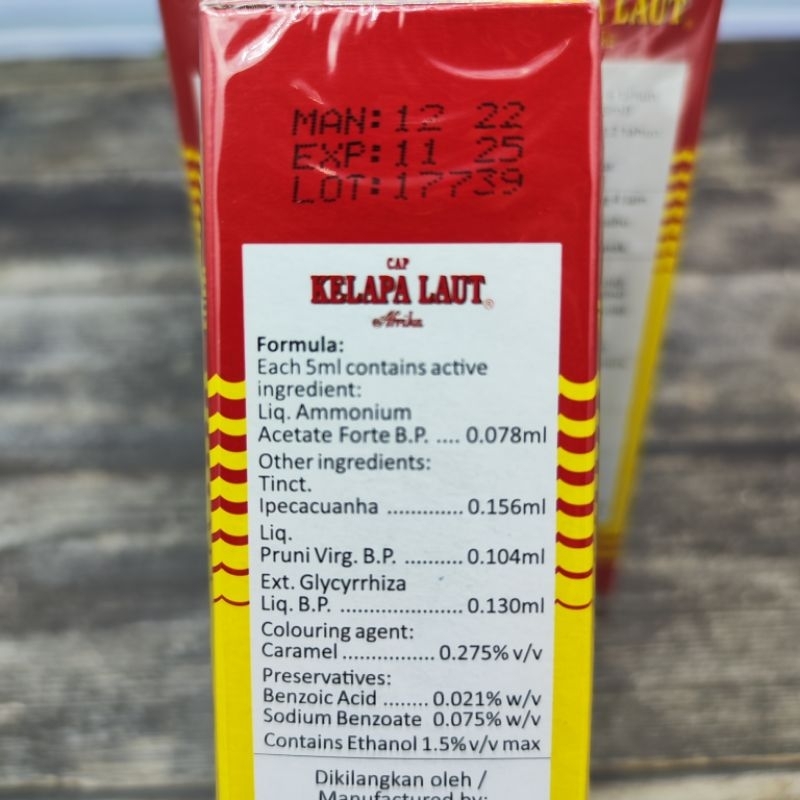 MAN: 12 22
EXP: 11 25
LOT: 17739
CAP
KELAPA LAUT®
Afrika
Formula:
Each 5ml contains active
ingredient:
Liq. Ammonium
Acetate Forte B.P. .... 0.078ml
Other ingredients:
Tinct.
Ipecacuanha ............. 0.156ml
Liq.
Pruni Virg. B.P. ........... 0.104ml
Ext. Glycyrrhiza
Liq. B.P. ..................... 0.130ml
Colouring agent:
Caramel ................ 0.275% v/v
Preservatives:
Benzoic Acid ........ 0.021% w/v
Sodium Benzoate 0.075% w/v
Contains Ethanol 1.5% v/v max
Dikilangkan oleh /
Manufactured by:
LAUT